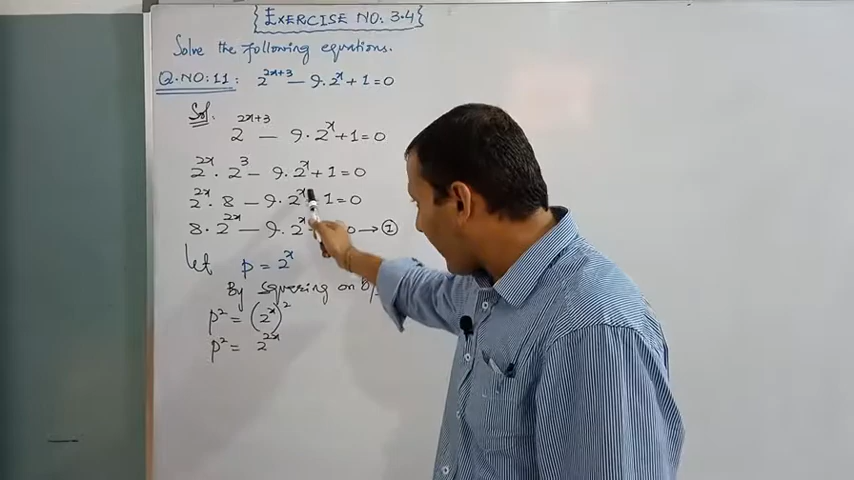 EXERCISE NO. 3.4
Solve the following equations.
Q.NO:11: 2^{2x+3} - 9.2^x + 1 = 0
Sol:
2^{2x+3} - 9.2^x + 1 = 0
2^{2x} . 2^3 - 9.2^x + 1 = 0
2^{2x} . 8 - 9.2^x 1 = 0
8.2^{2x} - 9.2^x 0 → ①
Let p = 2^x
By Squaring on
p^2 = (2^x)^2
p^2 = 2^{2x}